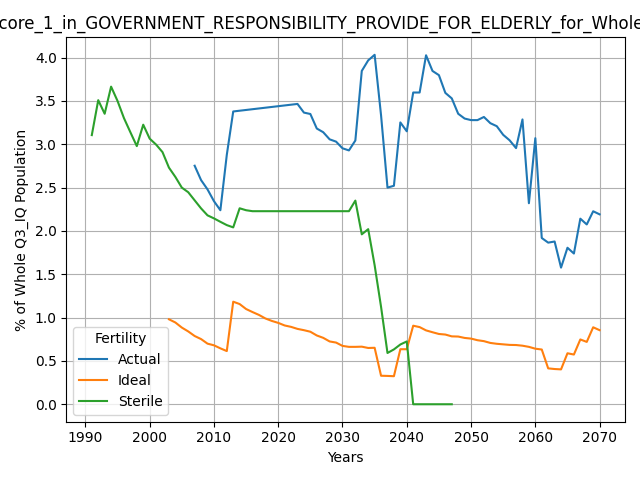 core_1_in_GOVERNMENT_RESPONSIBILITY_PROVIDE_FOR_ELDERLY_for_Whole
% of Whole Q3_IQ Population
4.0
3.5
3.0
2.5
2.0
1.5
1.0
0.5
0.0
Fertility
Actual
Ideal
Sterile
1990 2000 2010 2020 2030 2040 2050 2060 2070
Years